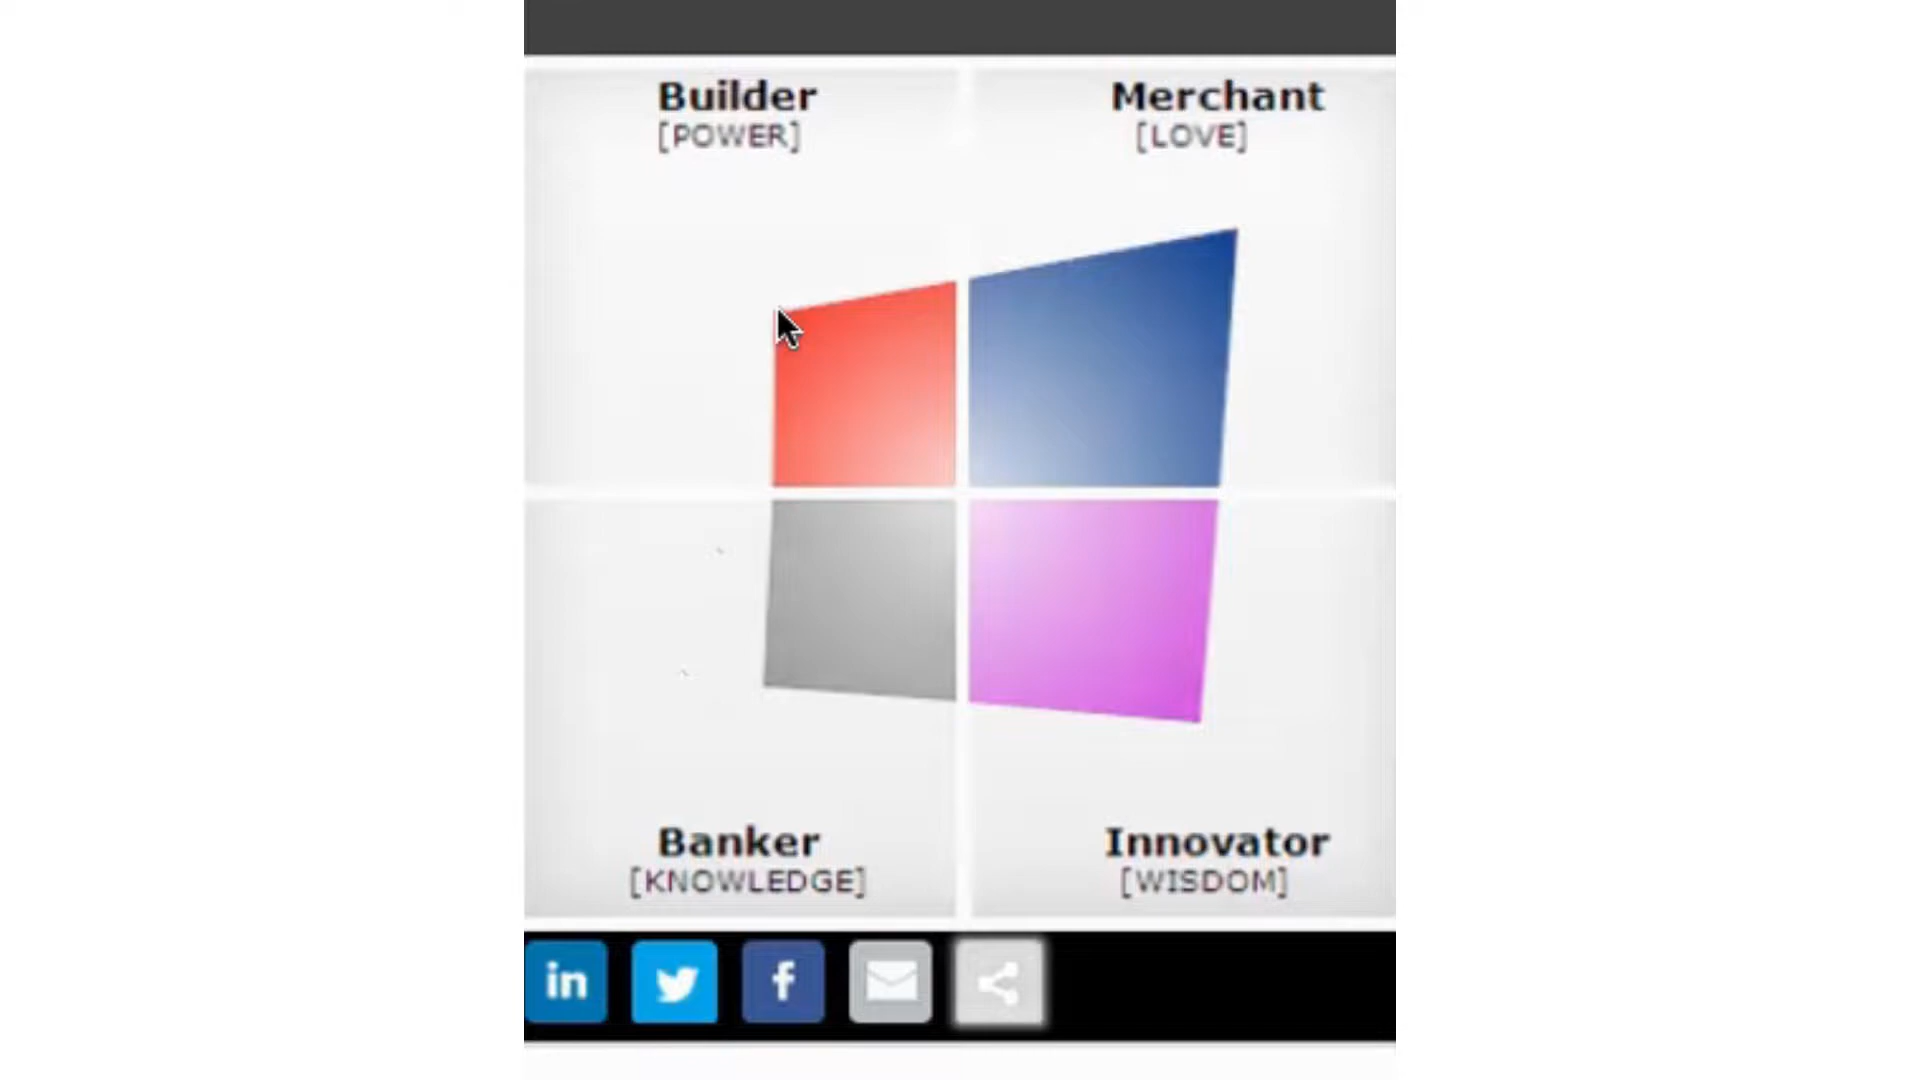 Builder
[POWER]
Merchant
[LOVE]
Banker
[KNOWLEDGE]
Innovator
[WISDOM]
in
f